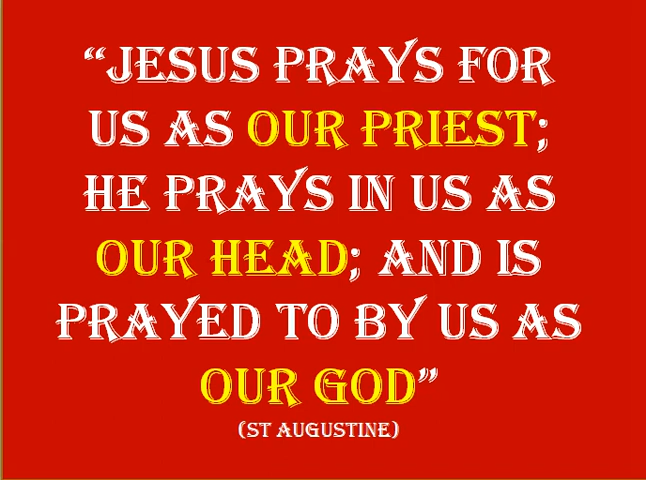 “JESUS PRAYS FOR
US AS OUR PRIEST;
HE PRAYS IN US AS
OUR HEAD; AND IS
PRAYED TO BY US AS
OUR GOD”
(ST AUGUSTINE)